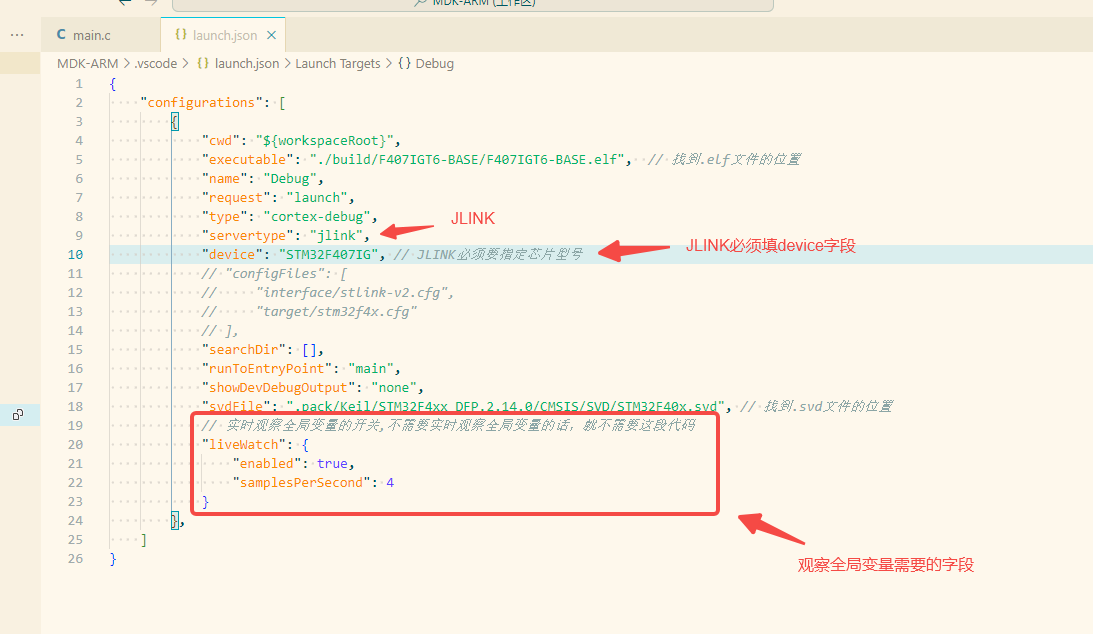 MDK-ARM (工作区)
C main.c
{} launch.json ×
MDK-ARM > .vscode > {} launch.json > Launch Targets > {} Debug
1 {
2 "configurations": [
3 {
4 "cwd": "${workspaceRoot}",
5 "executable": "./build/F407IGT6-BASE/F407IGT6-BASE.elf", // 找到.elf文件的位置
6 "name": "Debug",
7 "request": "launch",
8 "type": "cortex-debug",
JLINK
9 "servertype": "jlink",
10 "device": "STM32F407IG", // JLINK必须要指定芯片型号
JLINK必须填device字段
11 // "configFiles": [
12 // "interface/stlink-v2.cfg",
13 // "target/stm32f4x.cfg"
14 // ],
15 "searchDir": [],
16 "runToEntryPoint": "main",
17 "showDevDebugOutput": "none",
18 "svdFile": ".pack/Keil/STM32F4xx_DFP.2.14.0/CMSIS/SVD/STM32F40x.svd", // 找到.svd文件的位置
19 // 实时观察全局变量的开关,不需要实时观察全局变量的话，就不需要这段代码
20 "liveWatch": {
21 "enabled": true,
22 "samplesPerSecond": 4
23 }
24 },
25 ]
26 }
观察全局变量需要的字段